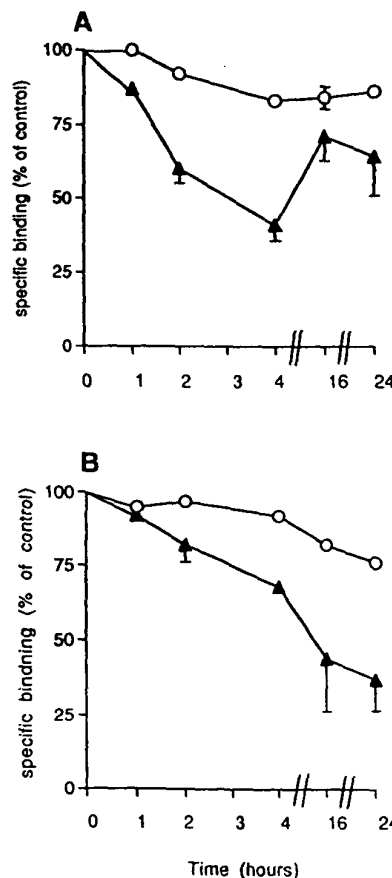 A
specific binding (% of control)
100
75
50
25
0
0 1 2 3 4 16 24
B
specific bindning (% of control)
100
75
50
25
0
0 1 2 3 4 16 24
Time (hours)